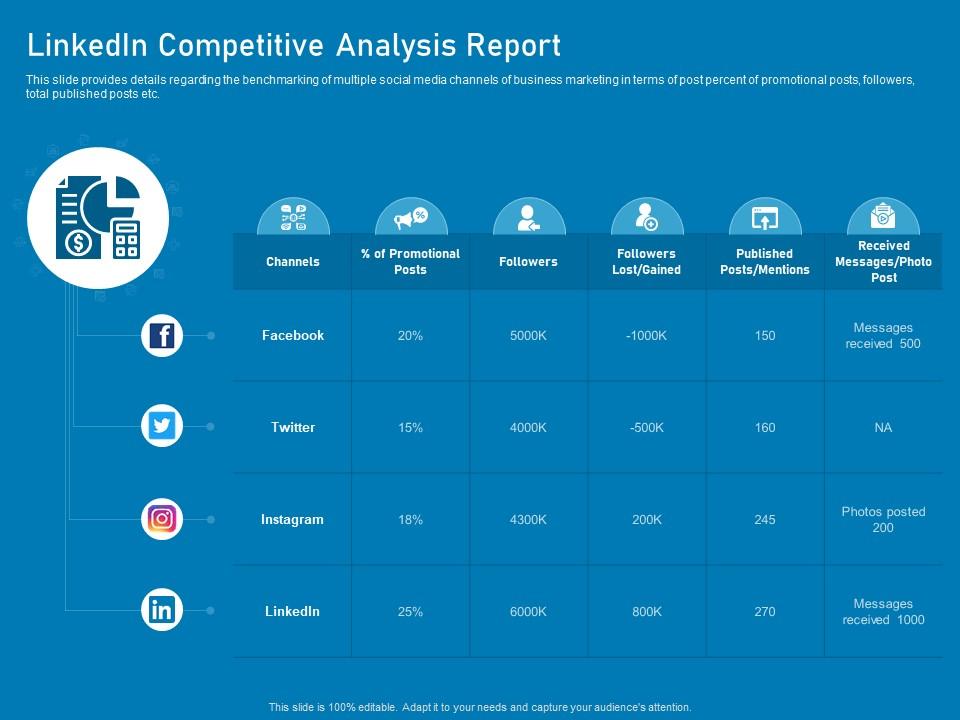 LinkedIn Competitive Analysis Report
This slide provides details regarding the benchmarking of multiple social media channels of business marketing in terms of post percent of promotional posts, followers,
total published posts etc.
Channels
% of Promotional
Posts
Followers
Followers
Lost/Gained
Published
Posts/Mentions
Received
Messages/Photo
Post
Facebook
20%
5000K
-1000K
150
Messages
received 500
Twitter
15%
4000K
-500K
160
NA
Instagram
18%
4300K
200K
245
Photos posted
200
LinkedIn
25%
6000K
800K
270
Messages
received 1000
This slide is 100% editable. Adapt it to your needs and capture your audience's attention.